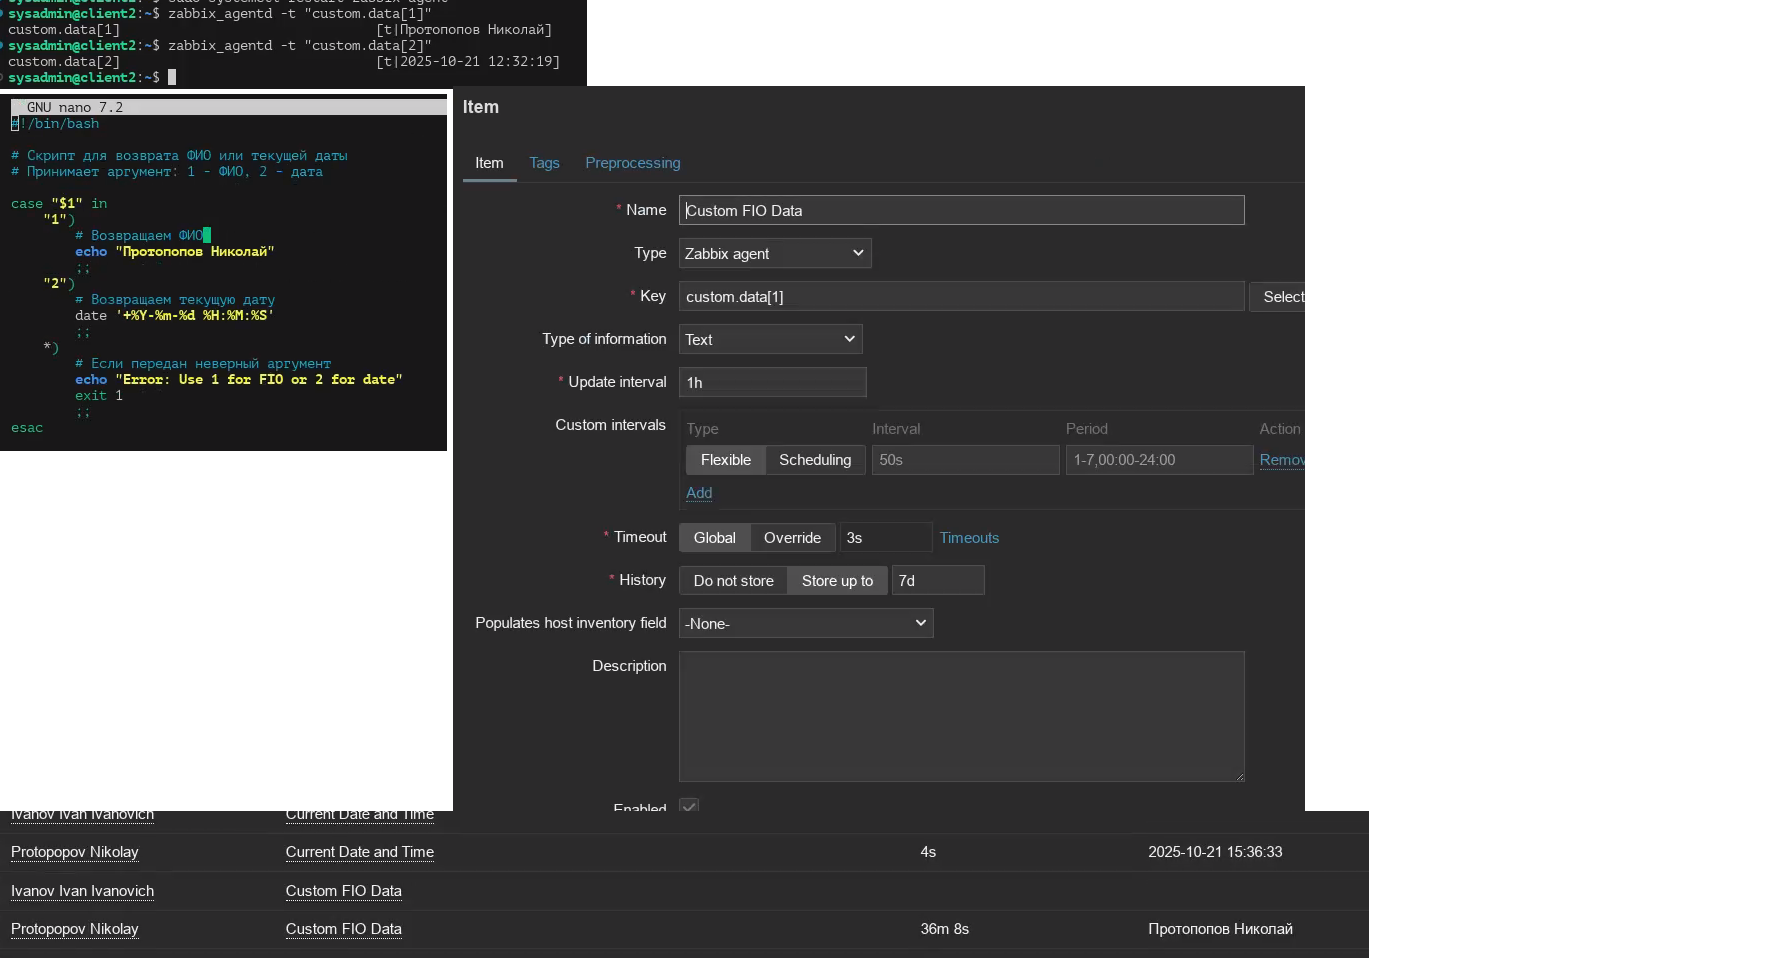 sudo systemctl restart zabbix-agent
sysadmin@client2:~$ zabbix_agentd -t "custom.data[1]"
custom.data[1] [t|Протопопов Николай]
sysadmin@client2:~$ zabbix_agentd -t "custom.data[2]"
custom.data[2] [t|2025-10-21 12:32:19]
sysadmin@client2:~$
GNU nano 7.2
#!/bin/bash
# Скрипт для возврата ФИО или текущей даты
# Принимает аргумент: 1 - ФИО, 2 - дата
case "$1" in
"1")
# Возвращаем ФИО
echo "Протопопов Николай"
;;
"2")
# Возвращаем текущую дату
date '+%Y-%m-%d %H:%M:%S'
;;
*)
# Если передан неверный аргумент
echo "Error: Use 1 for FIO or 2 for date"
exit 1
;;
esac
Item
Item Tags Preprocessing
* Name Custom FIO Data
Type Zabbix agent
* Key custom.data[1] Select
Type of information Text
* Update interval 1h
Custom intervals Type Interval Period Action
Flexible Scheduling 50s 1-7,00:00-24:00 Remov
Add
* Timeout Global Override 3s Timeouts
* History Do not store Store up to 7d
Populates host inventory field -None-
Description
Enabled
Ivanov Ivan Ivanovich Current Date and Time
Protopopov Nikolay Current Date and Time 4s 2025-10-21 15:36:33
Ivanov Ivan Ivanovich Custom FIO Data
Protopopov Nikolay Custom FIO Data 36m 8s Протопопов Николай